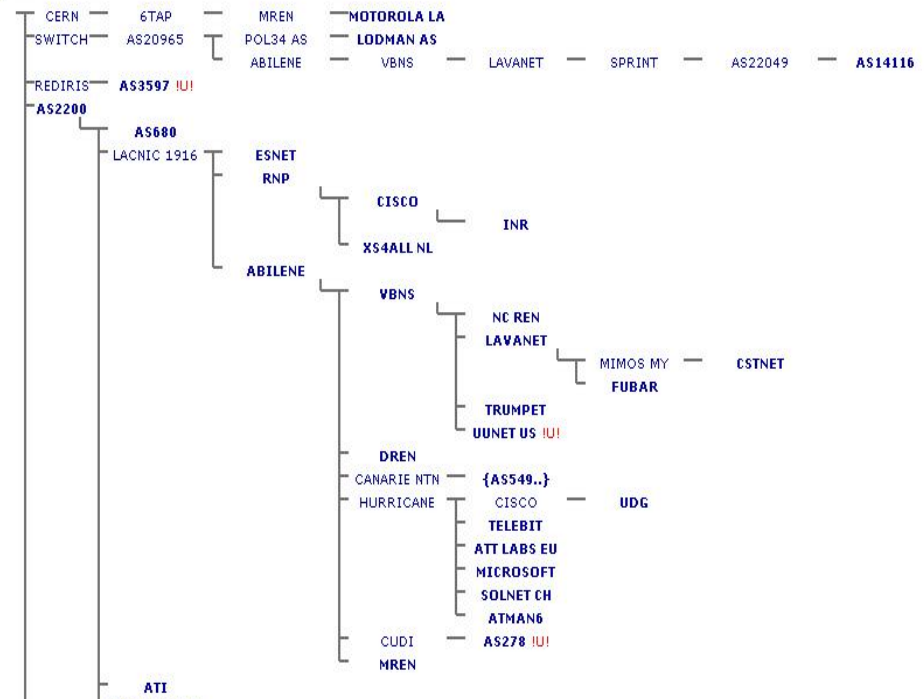 CERN 6TAP MREN MOTOROLA LA
SWITCH AS20965 POL34 AS LODMAN AS
ABILENE VBNS LAVANET SPRINT AS22049 AS14116
REDIRIS AS3597 !U!
AS2200
AS680
LACNIC 1916 ESNET
RNP
CISCO
INR
XS4ALL NL
ABILENE
VBNS
NC REN
LAVANET
MIMOS MY CSTNET
FUBAR
TRUMPET
UUNET US !U!
DREN
CANARIE NTN {AS549..}
HURRICANE CISCO UDG
TELEBIT
ATT LABS EU
MICROSOFT
SOLNET CH
ATMAN6
CUDI AS278 !U!
MREN
ATI